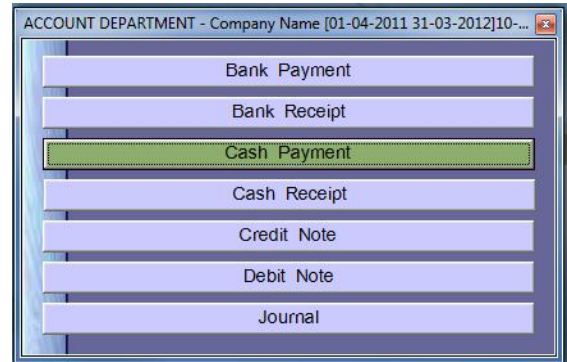 ACCOUNT DEPARTMENT - Company Name [01-04-2011 31-03-2012]10-...
Bank Payment
Bank Receipt
Cash Payment
Cash Receipt
Credit Note
Debit Note
Journal